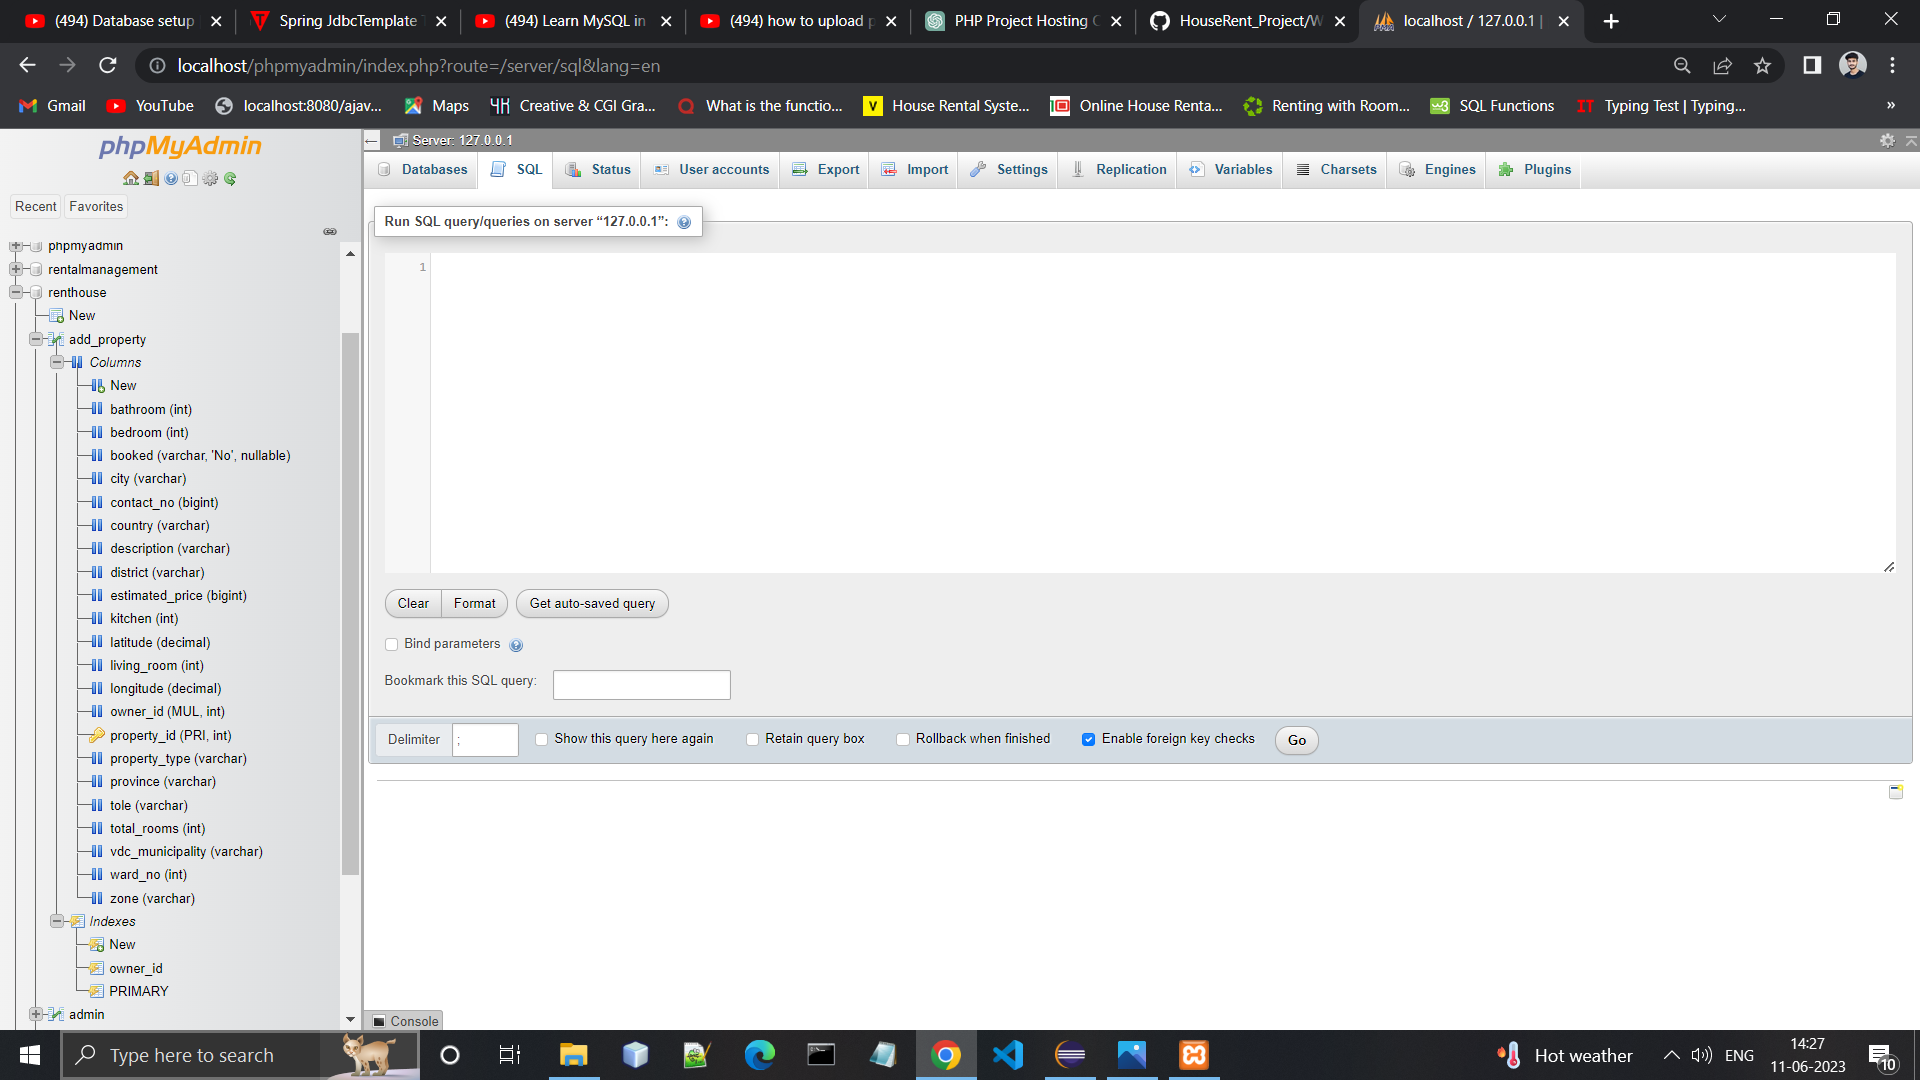 (494) Database setup
Spring JdbcTemplate T
(494) Learn MySQL in
(494) how to upload p
PHP Project Hosting C
HouseRent_Project/W
localhost / 127.0.0.1 |
localhost/phpmyadmin/index.php?route=/server/sql&lang=en
Gmail
YouTube
localhost:8080/ajav...
Maps
Creative & CGI Gra...
What is the functio...
House Rental Syste...
Online House Renta...
Renting with Room...
SQL Functions
Typing Test | Typing...
»
phpMyAdmin
Recent
Favorites
phpmyadmin
rentalmanagement
renthouse
New
add_property
Columns
New
bathroom (int)
bedroom (int)
booked (varchar, 'No', nullable)
city (varchar)
contact_no (bigint)
country (varchar)
description (varchar)
district (varchar)
estimated_price (bigint)
kitchen (int)
latitude (decimal)
living_room (int)
longitude (decimal)
owner_id (MUL, int)
property_id (PRI, int)
property_type (varchar)
province (varchar)
tole (varchar)
total_rooms (int)
vdc_municipality (varchar)
ward_no (int)
zone (varchar)
Indexes
New
owner_id
PRIMARY
admin
Server: 127.0.0.1
Databases
SQL
Status
User accounts
Export
Import
Settings
Replication
Variables
Charsets
Engines
Plugins
Run SQL query/queries on server “127.0.0.1”:
1
Clear
Format
Get auto-saved query
Bind parameters
Bookmark this SQL query:
Delimiter
;
Show this query here again
Retain query box
Rollback when finished
Enable foreign key checks
Go
Console
Type here to search
Hot weather
ENG
14:27
11-06-2023
10